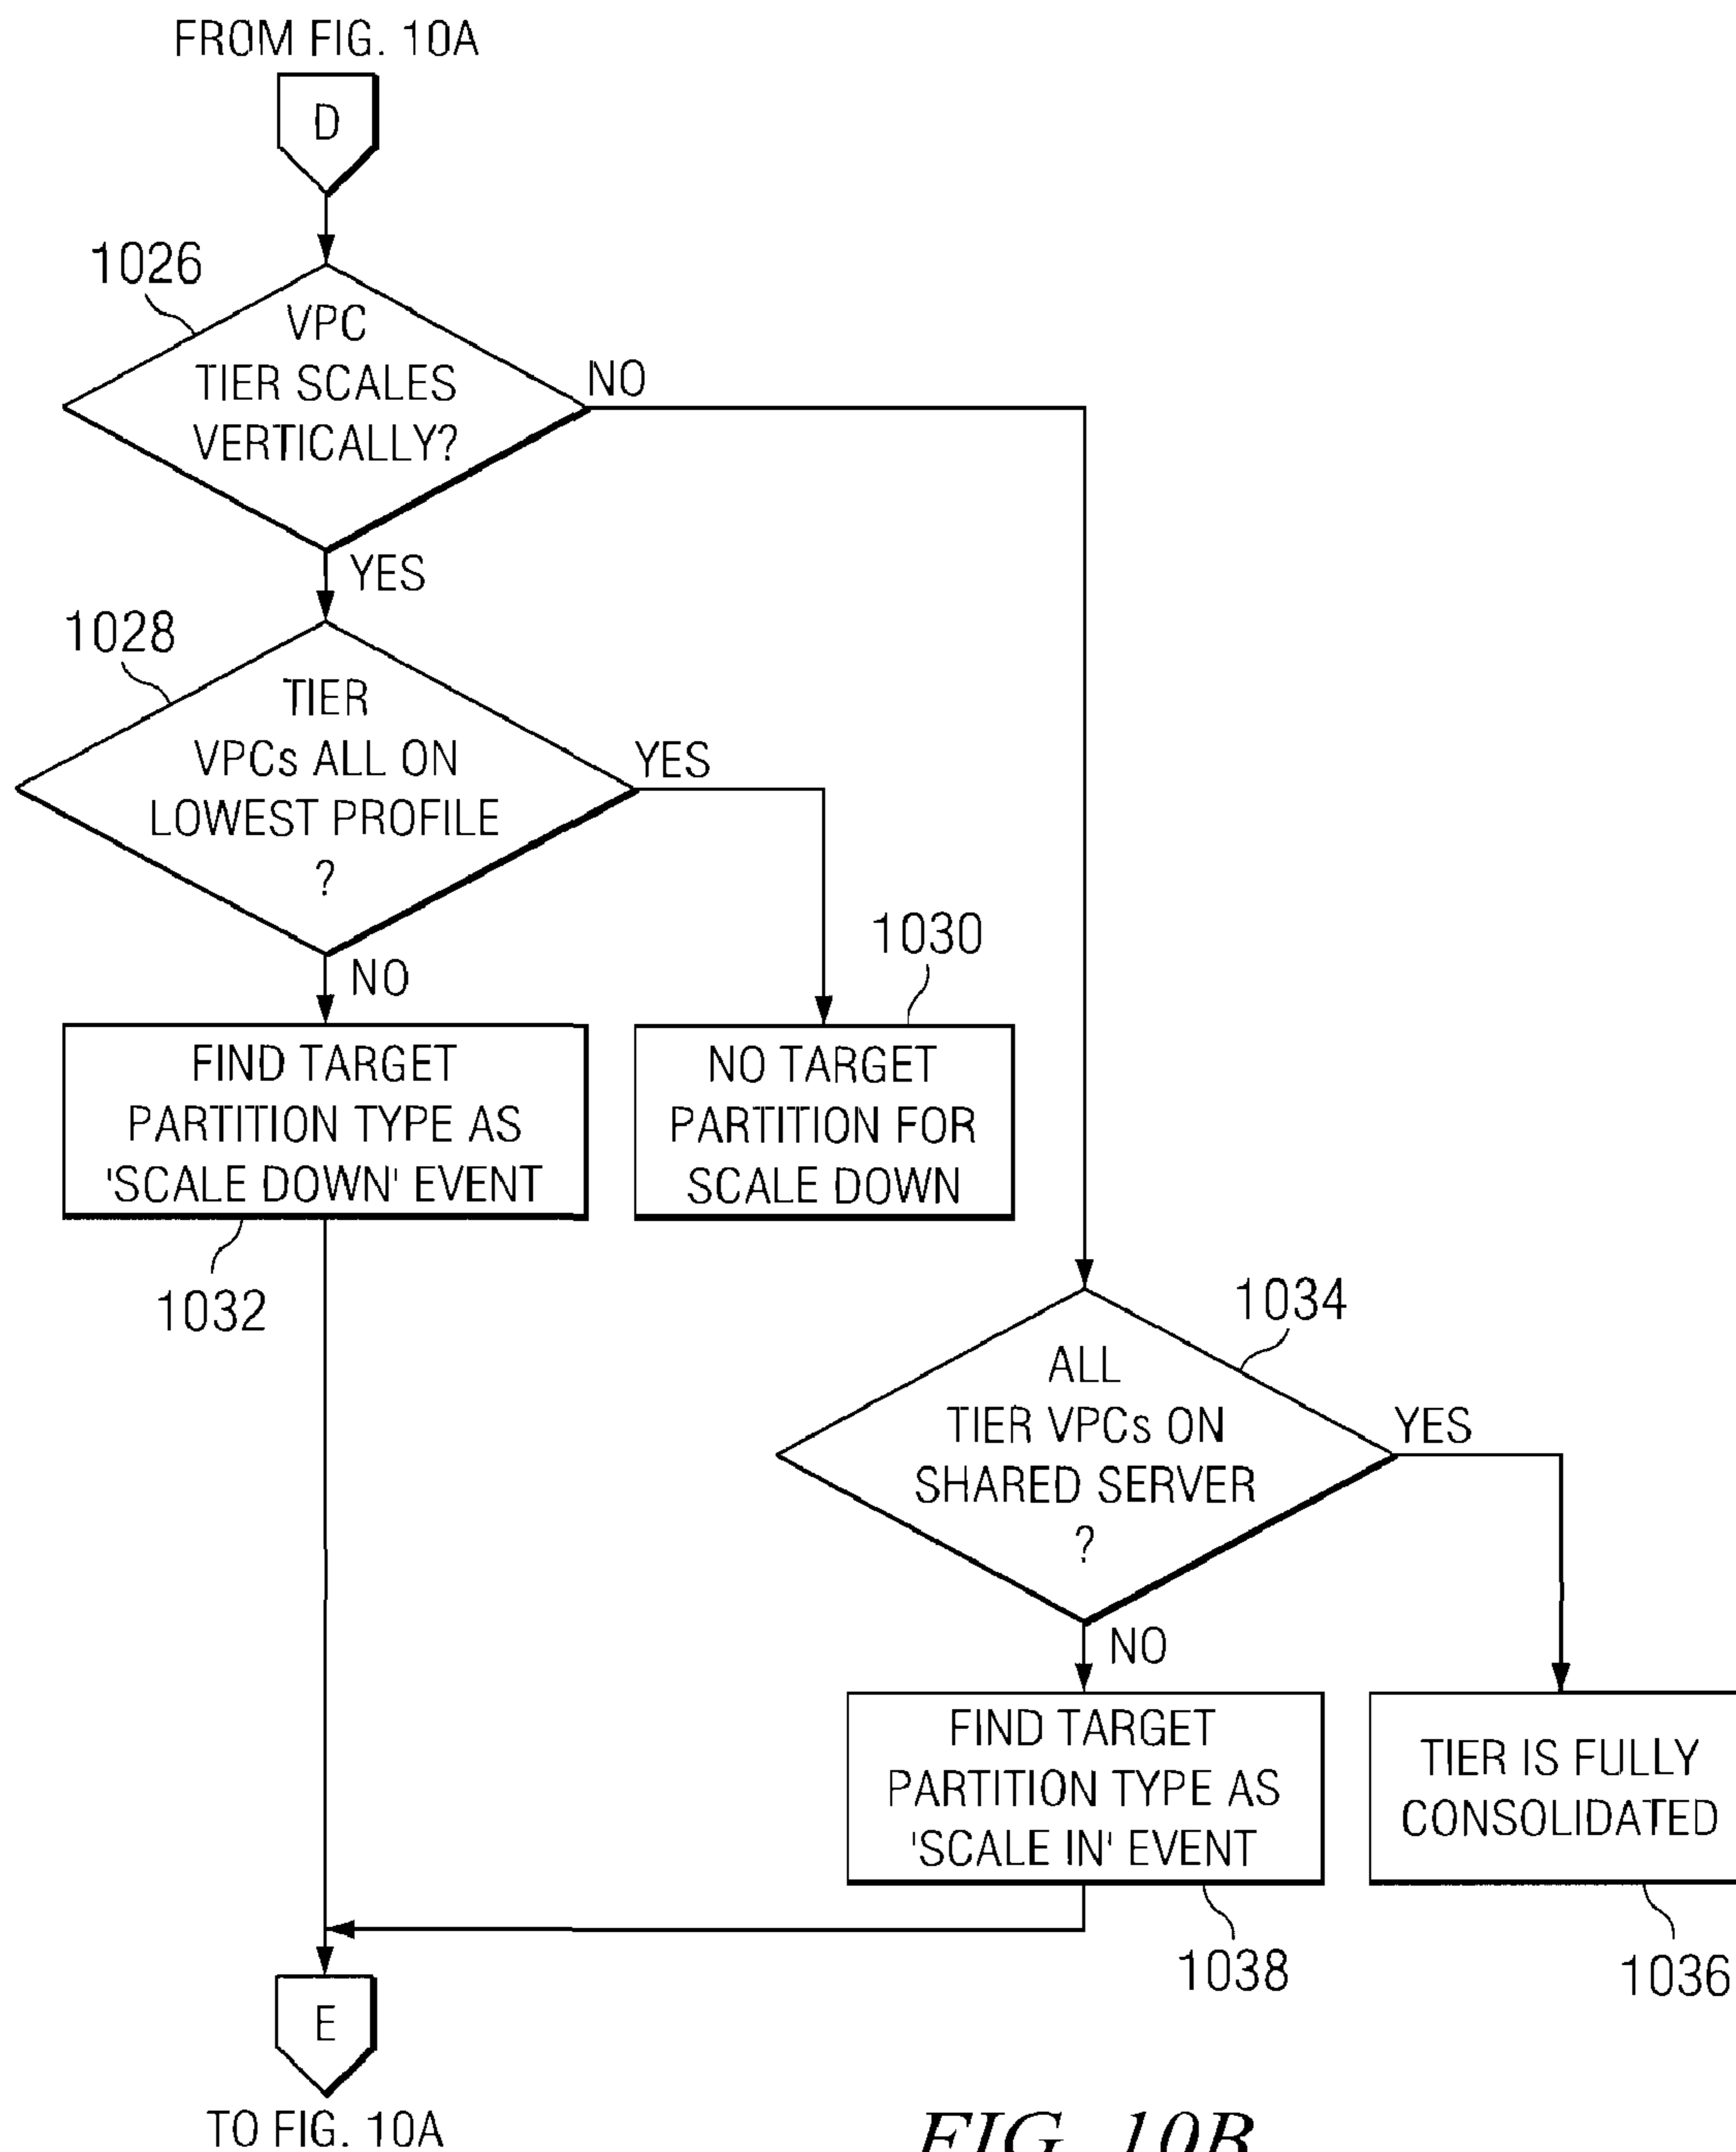 FROM FIG. 10A
D
1026
VPC
TIER SCALES
VERTICALLY?
NO
YES
1028
TIER
VPCs ALL ON
LOWEST PROFILE
?
YES
NO
1030
FIND TARGET
PARTITION TYPE AS
'SCALE DOWN' EVENT
1032
NO TARGET
PARTITION FOR
SCALE DOWN
1034
ALL
TIER VPCs ON
SHARED SERVER
?
YES
NO
FIND TARGET
PARTITION TYPE AS
'SCALE IN' EVENT
1038
TIER IS FULLY
CONSOLIDATED
1036
E
TO FIG. 10A
FIG. 10B